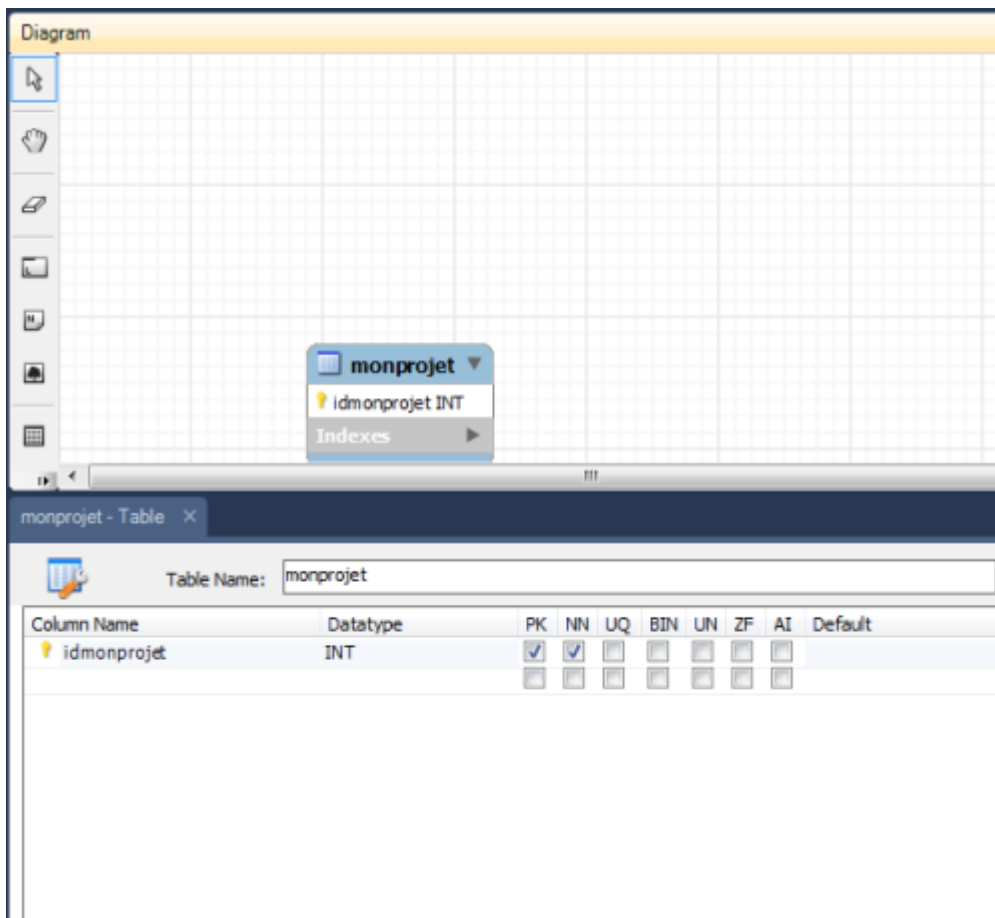 Diagram
monprojet
idmonprojet INT
Indexes
monprojet - Table
Table Name: monprojet
Column Name Datatype PK NN UQ BIN UN ZF AI Default
idmonprojet INT